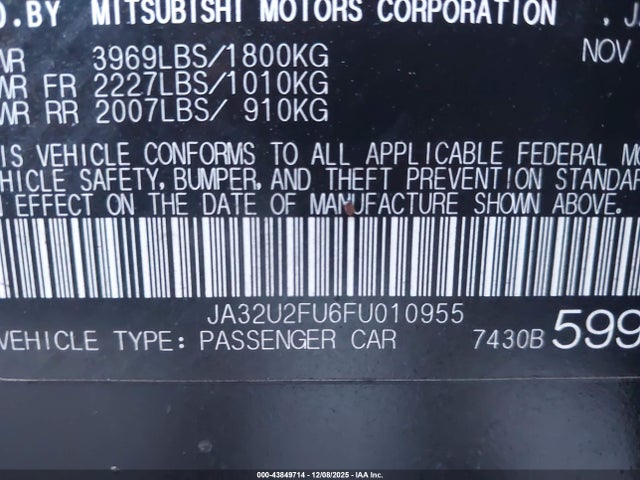 D.BY MITSUBISHI MOTORS CORPORATION
NOV
WR 3969LBS/1800KG
WR FR 2227LBS/1010KG
WR RR 2007LBS/ 910KG
IS VEHICLE CONFORMS TO ALL APPLICABLE FEDERAL MO
HICLE SAFETY, BUMPER, AND THEFT PREVENTION STANDAR
N EFFECT ON THE DATE OF MANUFACTURE SHOWN ABOVE.
JA32U2FU6FU010955
VEHICLE TYPE: PASSENGER CAR 7430B 599
000-43849714 - 12/08/2025 - IAA, Inc.